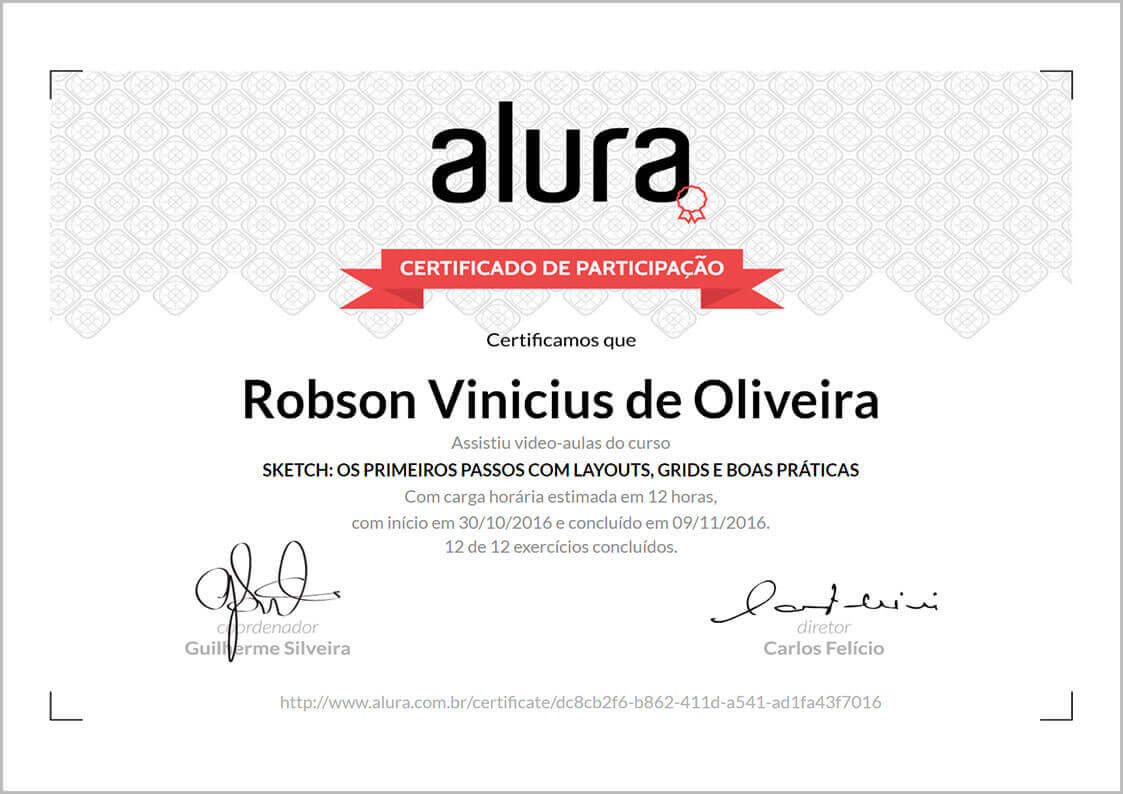 alura
CERTIFICADO DE PARTICIPAÇÃO
Certificamos que
Robson Vinicius de Oliveira
Assistiu video-aulas do curso
SKETCH: OS PRIMEIROS PASSOS COM LAYOUTS, GRIDS E BOAS PRÁTICAS
Com carga horária estimada em 12 horas,
com início em 30/10/2016 e concluído em 09/11/2016.
12 de 12 exercícios concluídos.
coordenador
Guilherme Silveira
diretor
Carlos Felício
http://www.alura.com.br/certificate/dc8cb2f6-b862-411d-a541-ad1fa43f7016